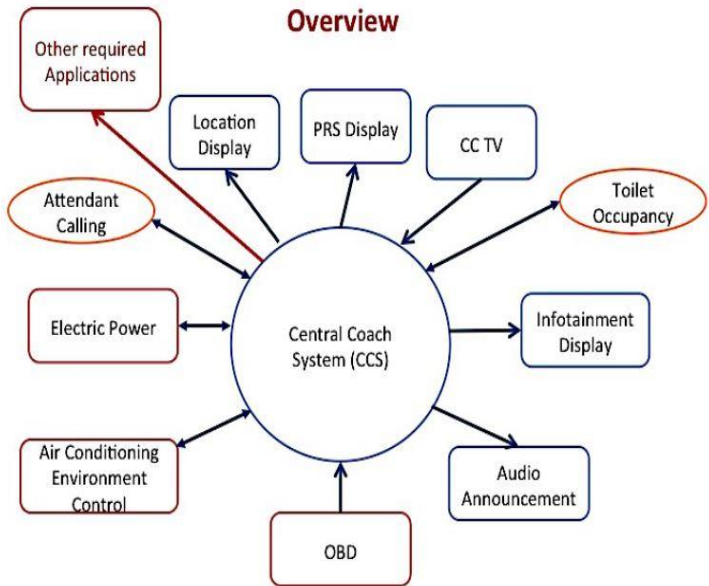 Overview
Other required
Applications
Location
Display
PRS Display
CC TV
Attendant
Calling
Toilet
Occupancy
Electric Power
Central Coach
System (CCS)
Infotainment
Display
Air Conditioning
Environment
Control
Audio
Announcement
OBD